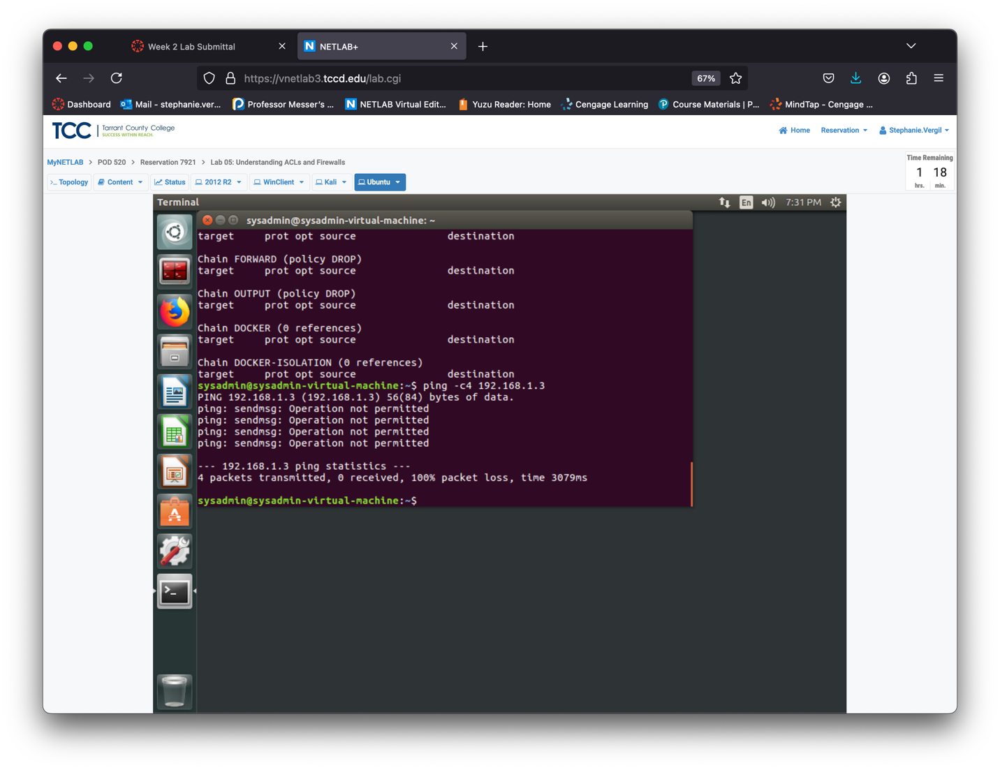 Week 2 Lab Submittal
NETLAB+
https://vnetlab3.tccd.edu/lab.cgi
67%
Dashboard
Mail - stephanie.ver...
Professor Messer's ...
NETLAB Virtual Edit...
Yuzu Reader: Home
Cengage Learning
Course Materials | P...
MindTap - Cengage ...
TCC | Tarrant County College
SUCCESS WITHIN REACH.
Home
Reservation
Stephanie.Vergil
MyNETLAB > POD 520 > Reservation 7921 > Lab 05: Understanding ACLs and Firewalls
Time Remaining
1 18
hrs. min.
>_ Topology
Content
Status
2012 R2
WinClient
Kali
Ubuntu
Terminal
En
7:31 PM
sysadmin@sysadmin-virtual-machine: ~
target     prot opt source               destination
Chain FORWARD (policy DROP)
target     prot opt source               destination
Chain OUTPUT (policy DROP)
target     prot opt source               destination
Chain DOCKER (0 references)
target     prot opt source               destination
Chain DOCKER-ISOLATION (0 references)
target     prot opt source               destination
sysadmin@sysadmin-virtual-machine:~$ ping -c4 192.168.1.3
PING 192.168.1.3 (192.168.1.3) 56(84) bytes of data.
ping: sendmsg: Operation not permitted
ping: sendmsg: Operation not permitted
ping: sendmsg: Operation not permitted
ping: sendmsg: Operation not permitted
--- 192.168.1.3 ping statistics ---
4 packets transmitted, 0 received, 100% packet loss, time 3079ms
sysadmin@sysadmin-virtual-machine:~$